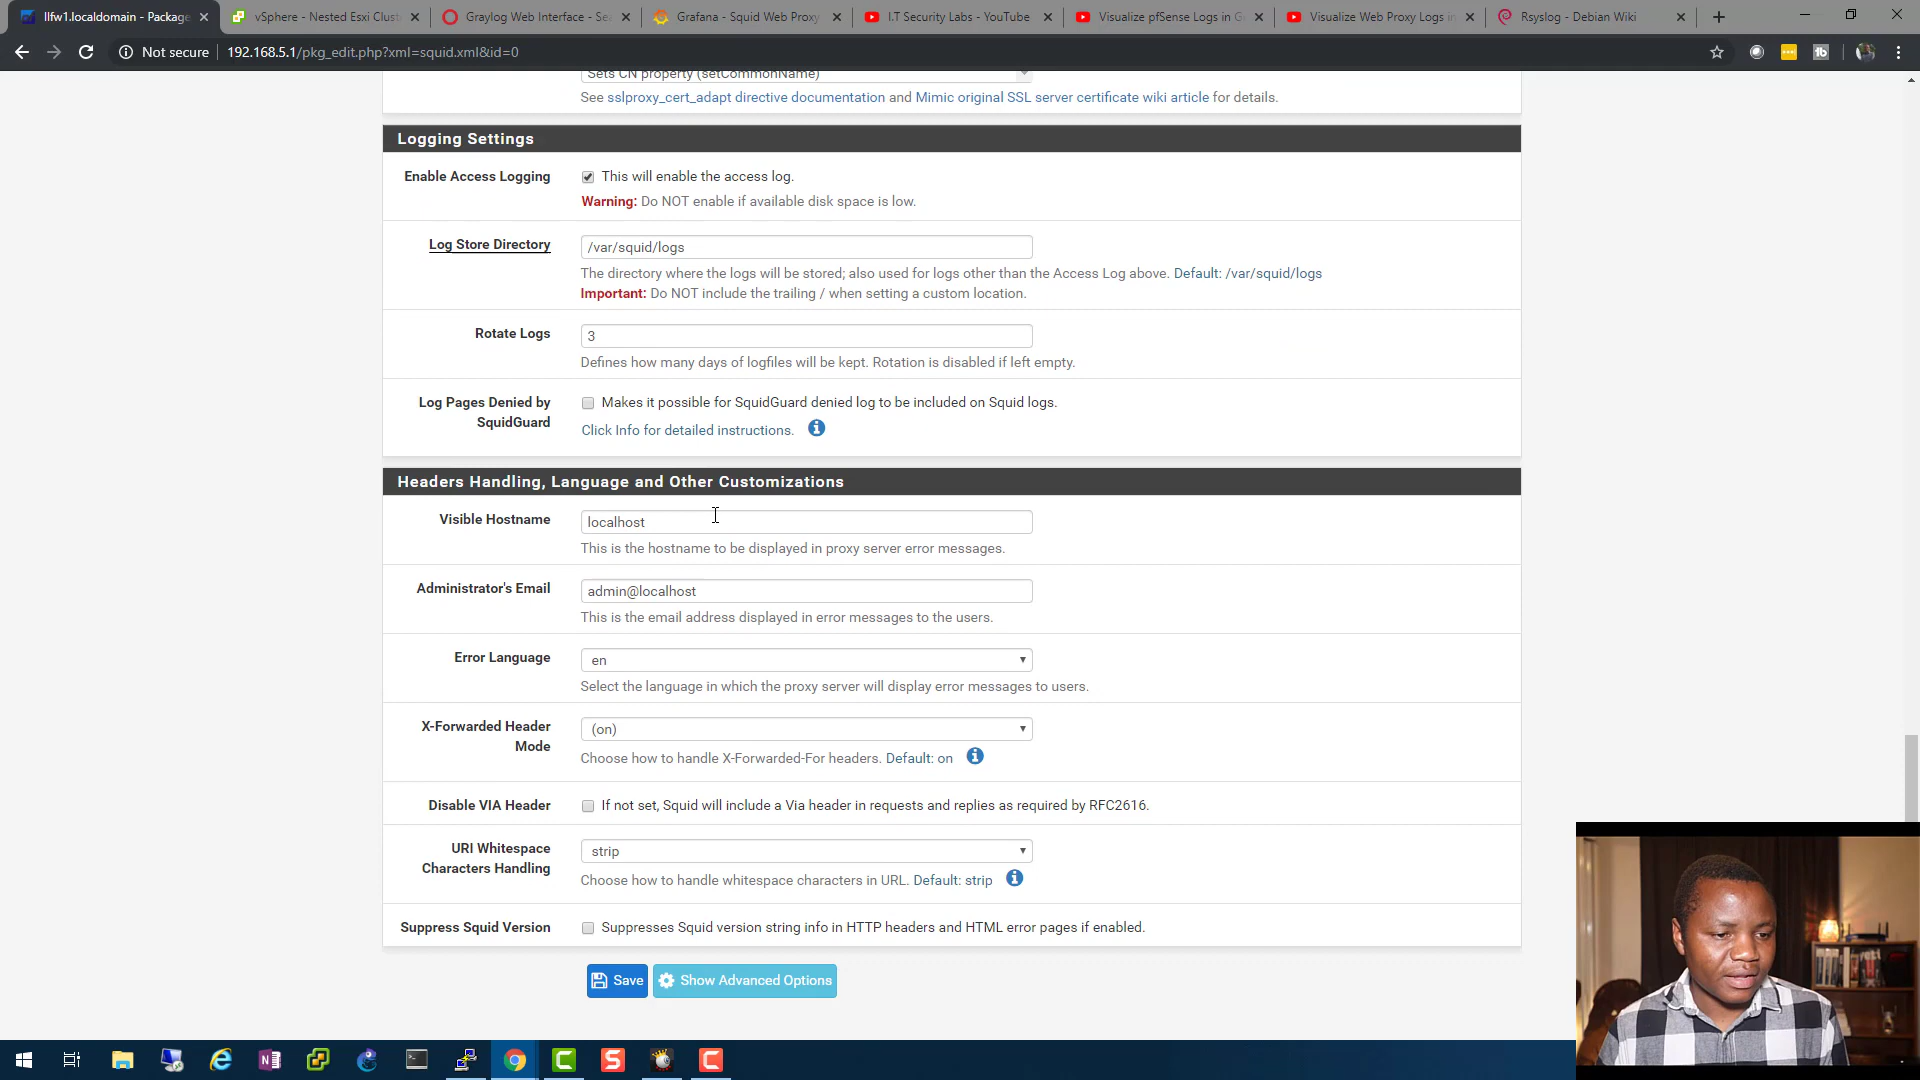 llfw1.localdomain - Package
vSphere - Nested Esxi Clust
Graylog Web Interface - Sea
Grafana - Squid Web Proxy
I.T Security Labs - YouTube
Visualize pfSense Logs in G
Visualize Web Proxy Logs in
Rsyslog - Debian Wiki
Not secure
192.168.5.1/pkg_edit.php?xml=squid.xml&id=0
Sets CN property (setCommonName)
See sslproxy_cert_adapt directive documentation and Mimic original SSL server certificate wiki article for details.
Logging Settings
Enable Access Logging
This will enable the access log.
Warning: Do NOT enable if available disk space is low.
Log Store Directory
/var/squid/logs
The directory where the logs will be stored; also used for logs other than the Access Log above. Default: /var/squid/logs
Important: Do NOT include the trailing / when setting a custom location.
Rotate Logs
3
Defines how many days of logfiles will be kept. Rotation is disabled if left empty.
Log Pages Denied by
SquidGuard
Makes it possible for SquidGuard denied log to be included on Squid logs.
Click Info for detailed instructions.
Headers Handling, Language and Other Customizations
Visible Hostname
localhost
This is the hostname to be displayed in proxy server error messages.
Administrator's Email
admin@localhost
This is the email address displayed in error messages to the users.
Error Language
en
Select the language in which the proxy server will display error messages to users.
X-Forwarded Header
Mode
(on)
Choose how to handle X-Forwarded-For headers. Default: on
Disable VIA Header
If not set, Squid will include a Via header in requests and replies as required by RFC2616.
URI Whitespace
Characters Handling
strip
Choose how to handle whitespace characters in URL. Default: strip
Suppress Squid Version
Suppresses Squid version string info in HTTP headers and HTML error pages if enabled.
Save
Show Advanced Options